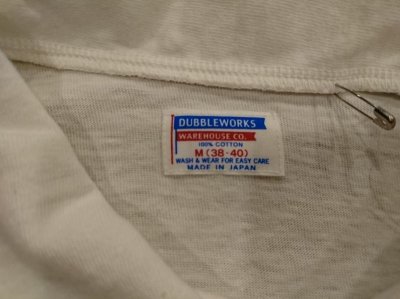 DUBBLEWORKS
WAREHOUSE CO.
100% COTTON
M (38-40)
WASH & WEAR FOR EASY CARE
MADE IN JAPAN